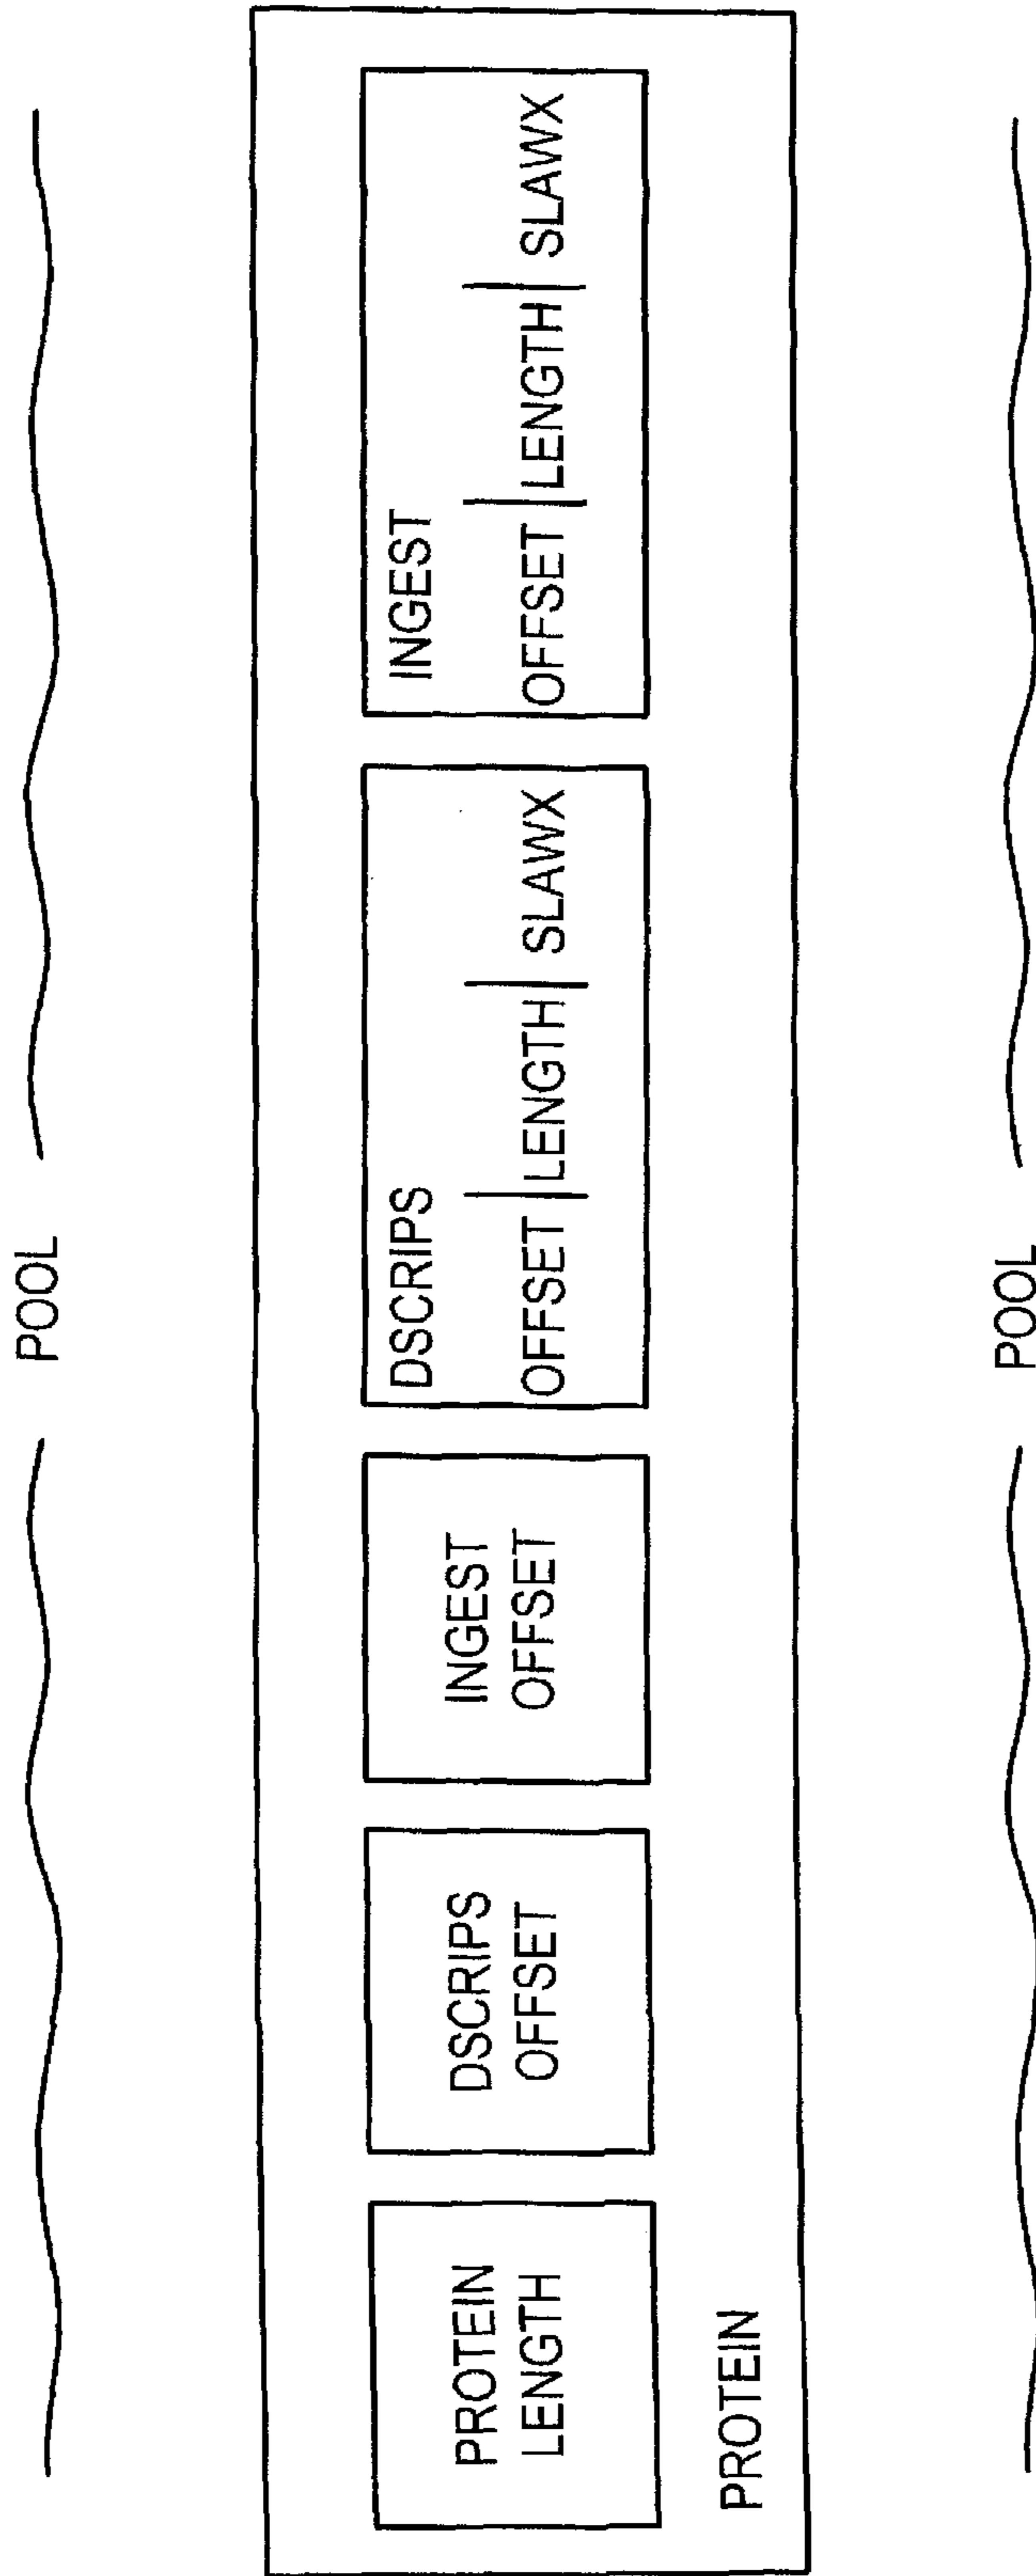 POOL
PROTEIN
LENGTH
DSCRIPS
OFFSET
INGEST
OFFSET
DSCRIPS
OFFSET LENGTH SLAWX
INGEST
OFFSET LENGTH SLAWX
PROTEIN
POOL